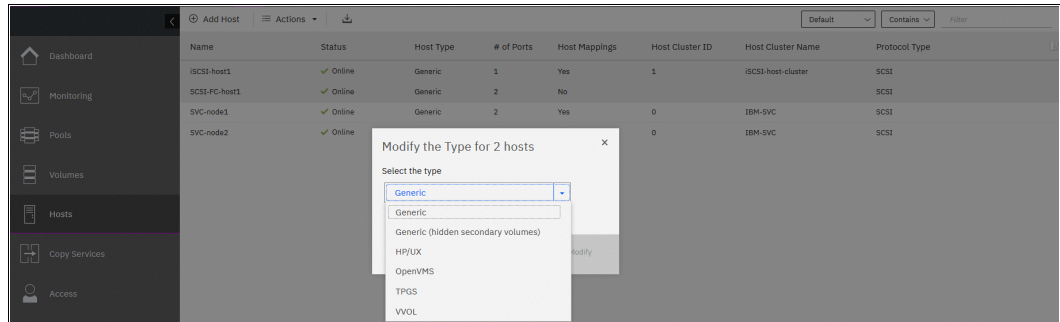 Add Host Actions Default Contains Filter
Name Status Host Type # of Ports Host Mappings Host Cluster ID Host Cluster Name Protocol Type
Dashboard
iSCSI-host1 Online Generic 1 Yes 1 iSCSI-host-cluster SCSI
SCSI-FC-host1 Online Generic 2 No SCSI
Monitoring
SVC-node1 Online Generic 2 Yes 0 IBM-SVC SCSI
SVC-node2 Online 0 IBM-SVC SCSI
Pools
Volumes
Hosts
Copy Services
Access
Modify the Type for 2 hosts
Select the type
Generic
Generic
Generic (hidden secondary volumes)
HP/UX
OpenVMS
TPGS
VVOL
Modify